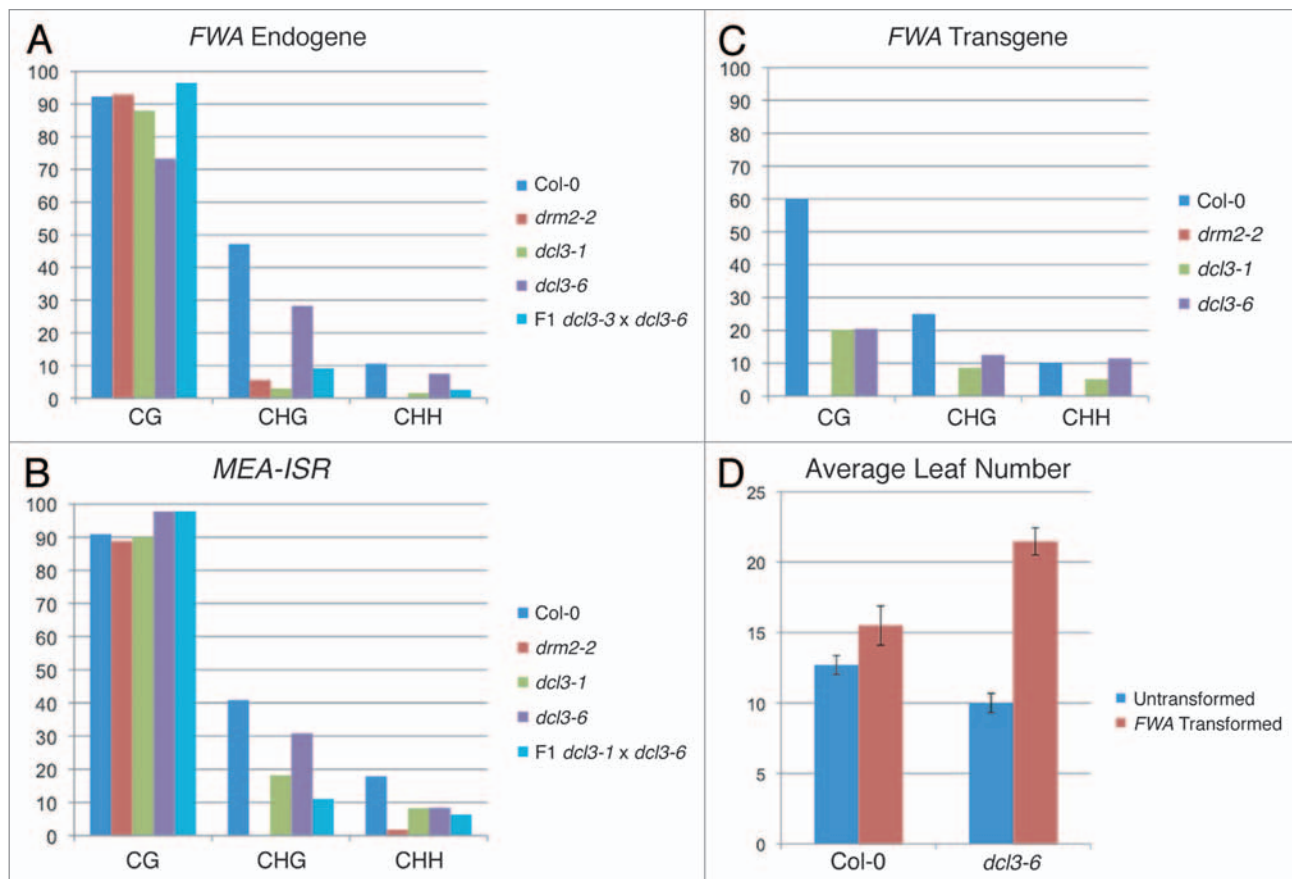 A
FWA Endogene
100
90
80
70
60
50
40
30
20
10
0
CG
CHG
CHH
Col-0
drm2-2
dcl3-1
dcl3-6
F1 dcl3-3 x dcl3-6
B
MEA-ISR
100
90
80
70
60
50
40
30
20
10
0
CG
CHG
CHH
Col-0
drm2-2
dcl3-1
dcl3-6
F1 dcl3-1 x dcl3-6
C
FWA Transgene
100
90
80
70
60
50
40
30
20
10
0
CG
CHG
CHH
Col-0
drm2-2
dcl3-1
dcl3-6
D
Average Leaf Number
25
20
15
10
5
0
Col-0
dcl3-6
Untransformed
FWA Transformed